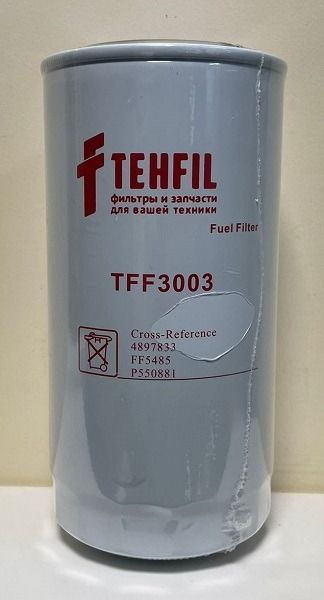 TEHFIL
фильтры и запчасти
для вашей техники
Fuel Filter
TFF3003
Cross-Reference
4897833
FF5485
P550881